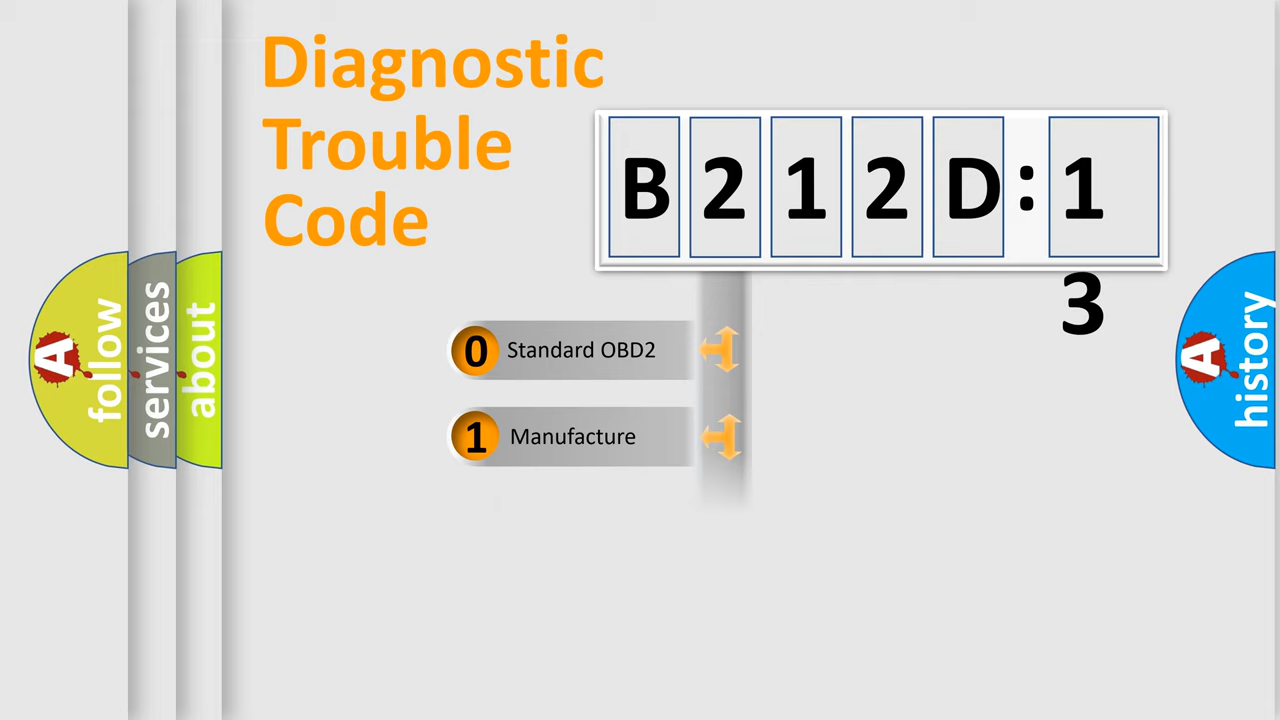 Diagnostic
Trouble
Code
B 2 1 2 D : 1
3
0 Standard OBD2
1 Manufacture
A follow
services
about
A history